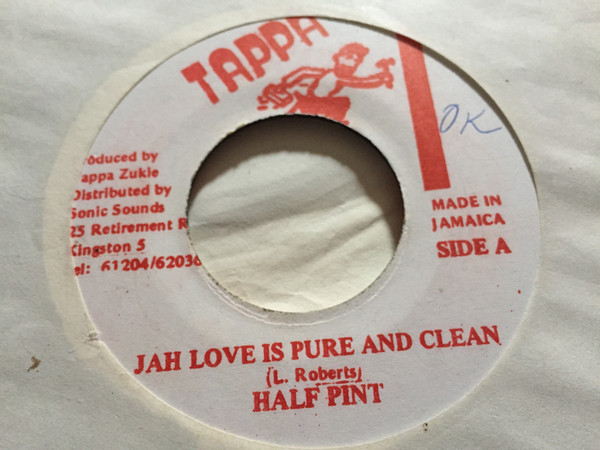 TAPPA
OK
roduced by
appa Zukie
Distributed by
Sonic Sounds
25 Retirement R
Kingston 5
el: 61204/62036
MADE IN
JAMAICA
SIDE A
JAH LOVE IS PURE AND CLEAN
(L. Roberts)
HALF PINT